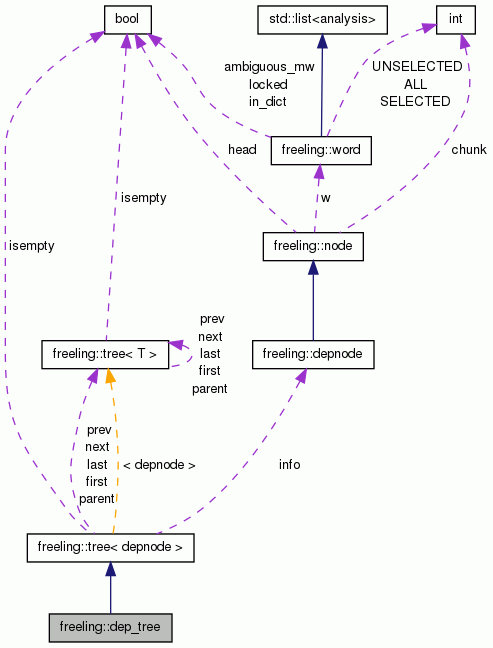 bool
std::list<analysis>
int
ambiguous_mw
locked
in_dict
UNSELECTED
ALL
SELECTED
head
freeling::word
chunk
isempty
w
isempty
freeling::node
prev
next
last
first
parent
freeling::tree< T >
freeling::depnode
prev
next
last
first
parent
< depnode >
info
freeling::tree< depnode >
freeling::dep_tree